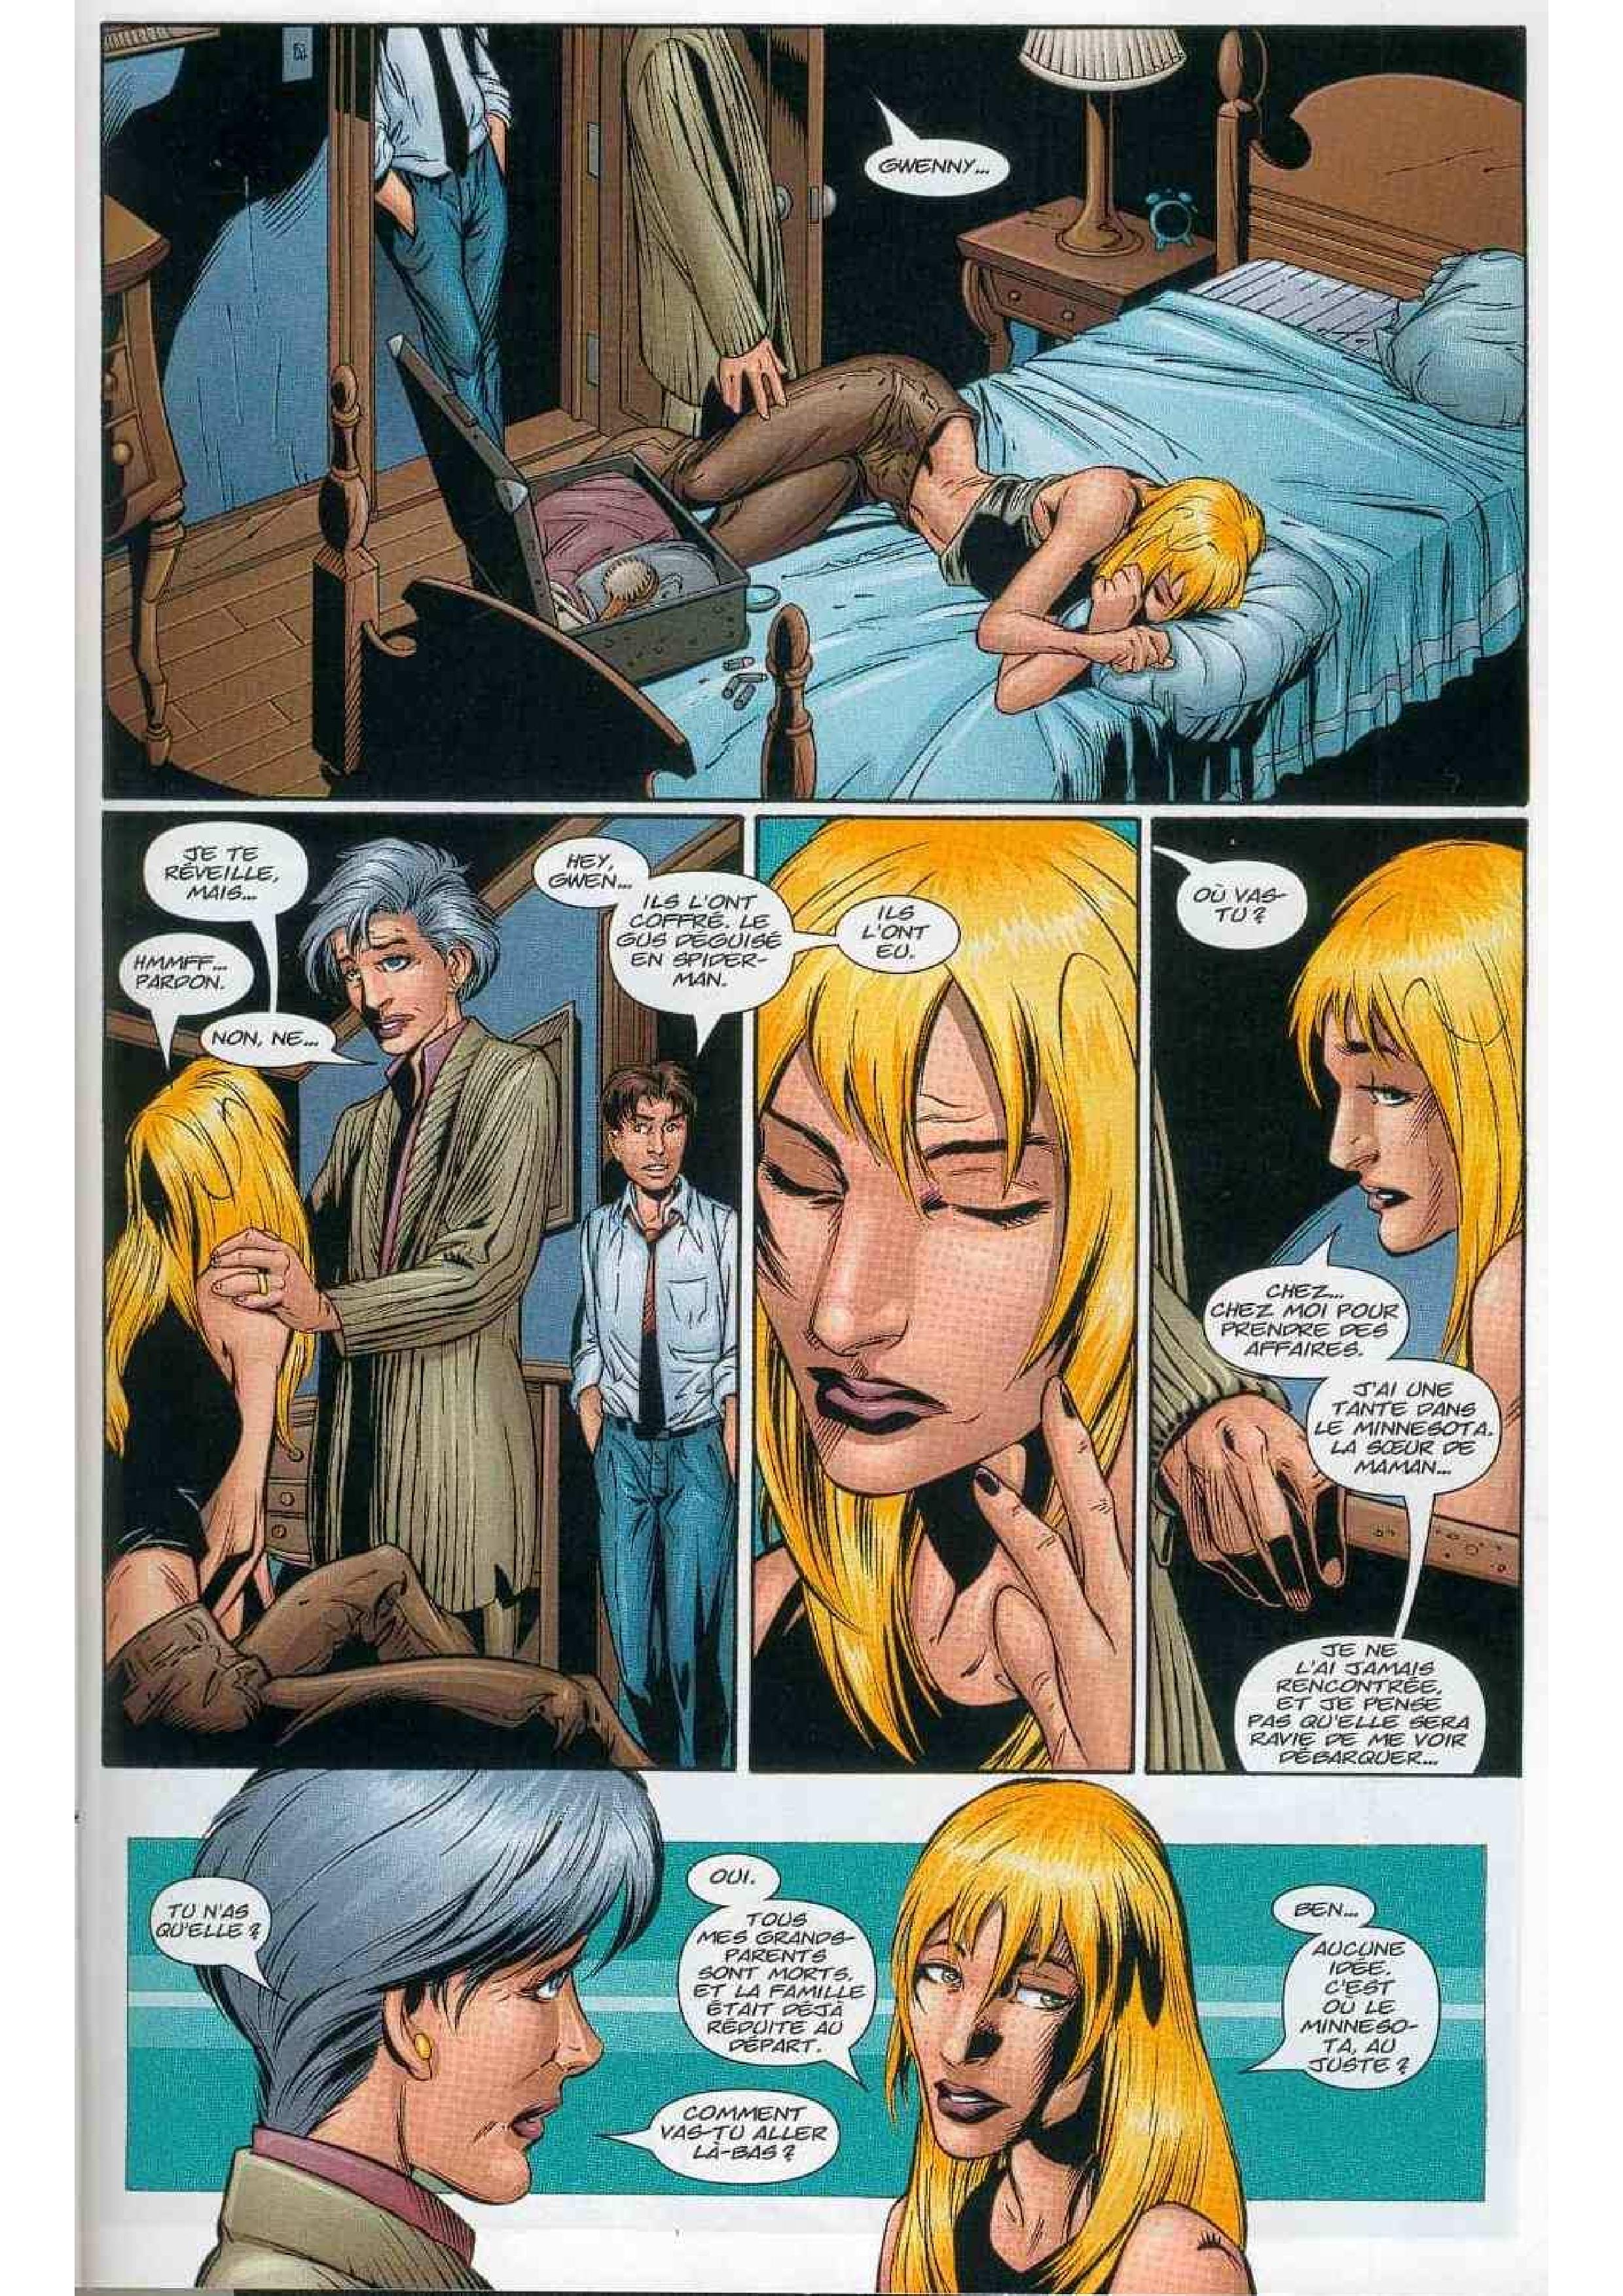 GWENNY...
JE TE
RÉVEILLE,
MAIS...
HMMFF...
PARDON.
NON, NE...
HEY,
GWEN...
ILS L'ONT
COFFRÉ. LE
GUS DÉGUISÉ
EN SPIDER-
MAN.
ILS
L'ONT
EU.
OÙ VAS-
TU ?
CHEZ...
CHEZ MOI POUR
PRENDRE DES
AFFAIRES.
J'AI UNE
TANTE DANS
LE MINNESOTA.
LA SŒUR DE
MAMAN...
JE NE
L'AI JAMAIS
RENCONTRÉE,
ET JE PENSE
PAS QU'ELLE SERA
RAVIE DE ME VOIR
DÉBARQUER...
TU N'AS
QU'ELLE ?
OUI.
TOUS
MES GRANDS-
PARENTS
SONT MORTS,
ET LA FAMILLE
ÉTAIT DÉJÀ
RÉDUITE AU
DÉPART.
COMMENT
VAS-TU ALLER
LÀ-BAS ?
BEN...
AUCUNE
IDÉE.
C'EST
OÙ LE
MINNESO-
TA, AU
JUSTE ?